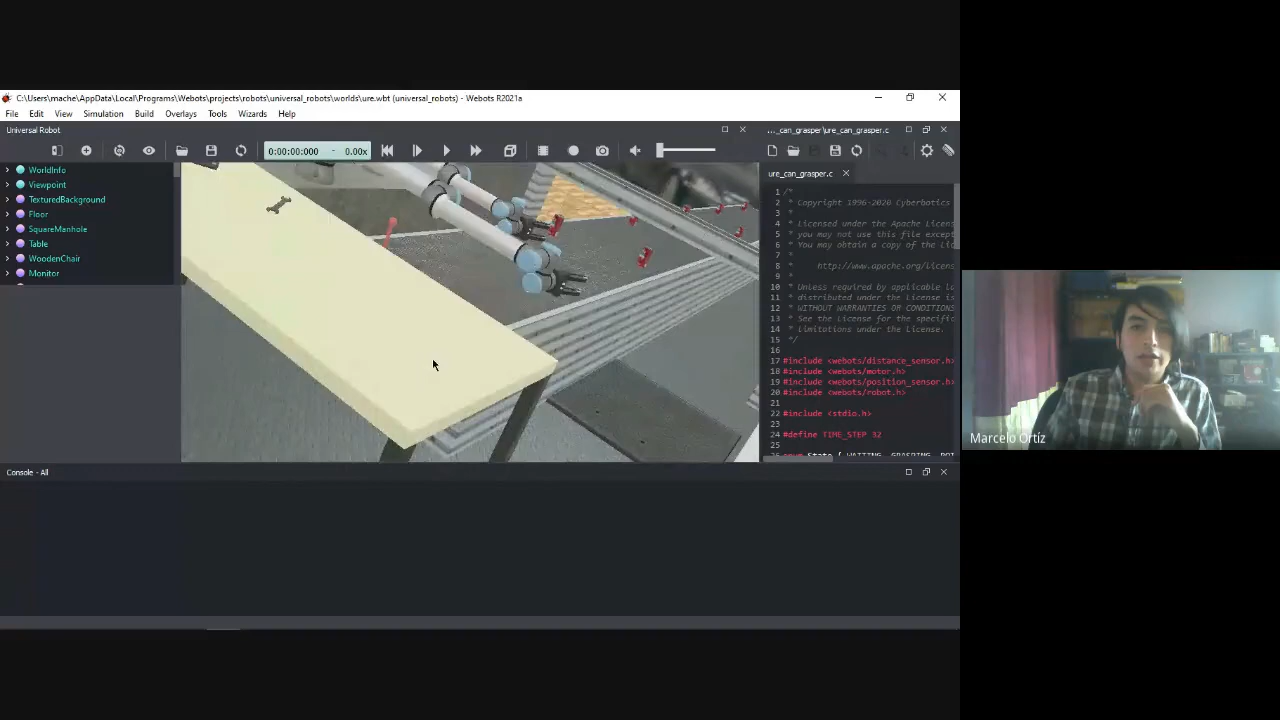 C:\Users\mache\AppData\Local\Programs\Webots\projects\robots\universal_robots\worlds\ure.wbt (universal_robots) - Webots R2021a
File Edit View Simulation Build Overlays Tools Wizards Help
Universal Robot
0:00:00:000 - 0.00x
WorldInfo
Viewpoint
TexturedBackground
Floor
SquareManhole
Table
WoodenChair
Monitor
..._can_grasper\ure_can_grasper.c
ure_can_grasper.c
1 /*
2 * Copyright 1996-2020 Cyberbotics
3 *
4 * Licensed under the Apache Licens
5 * you may not use this file except
6 * You may obtain a copy of the Lic
7 *
8 * http://www.apache.org/licens
9 *
10 * Unless required by applicable la
11 * distributed under the License is
12 * WITHOUT WARRANTIES OR CONDITIONS
13 * See the License for the specific
14 * limitations under the License.
15 */
16
17 #include <webots/distance_sensor.h>
18 #include <webots/motor.h>
19 #include <webots/position_sensor.h>
20 #include <webots/robot.h>
21
22 #include <stdio.h>
23
24 #define TIME_STEP 32
25
Console - All
Marcelo Ortíz